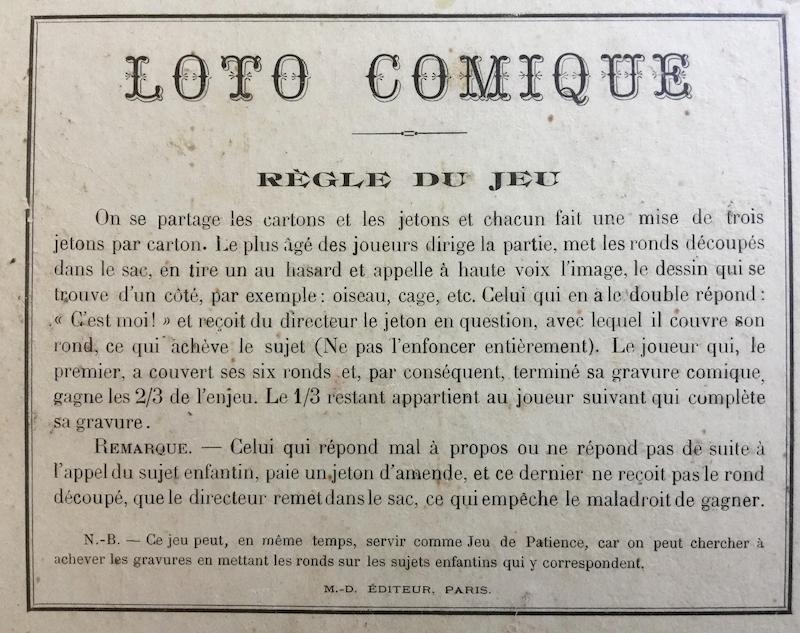 LOTO COMIQUE
RÈGLE DU JEU
On se partage les cartons et les jetons et chacun fait une mise de trois
jetons par carton. Le plus âgé des joueurs dirige la partie, met les ronds découpés
dans le sac, en tire un au hasard et appelle à haute voix l'image, le dessin qui se
trouve d'un côté, par exemple : oiseau, cage, etc. Celui qui en a le double répond :
« C'est moi ! » et reçoit du directeur le jeton en question, avec lequel il couvre son
rond, ce qui achève le sujet (Ne pas l'enfoncer entièrement). Le joueur qui, le
premier, a couvert ses six ronds et, par conséquent, terminé sa gravure comique,
gagne les 2/3 de l'enjeu. Le 1/3 restant appartient au joueur suivant qui complète
sa gravure.
REMARQUE. — Celui qui répond mal à propos ou ne répond pas de suite à
l'appel du sujet enfantin, paie un jeton d'amende, et ce dernier ne reçoit pas le rond
découpé, que le directeur remet dans le sac, ce qui empêche le maladroit de gagner.
N.-B. — Ce jeu peut, en même temps, servir comme Jeu de Patience, car on peut chercher à
achever les gravures en mettant les ronds sur les sujets enfantins qui y correspondent.
M.-D. ÉDITEUR, PARIS.